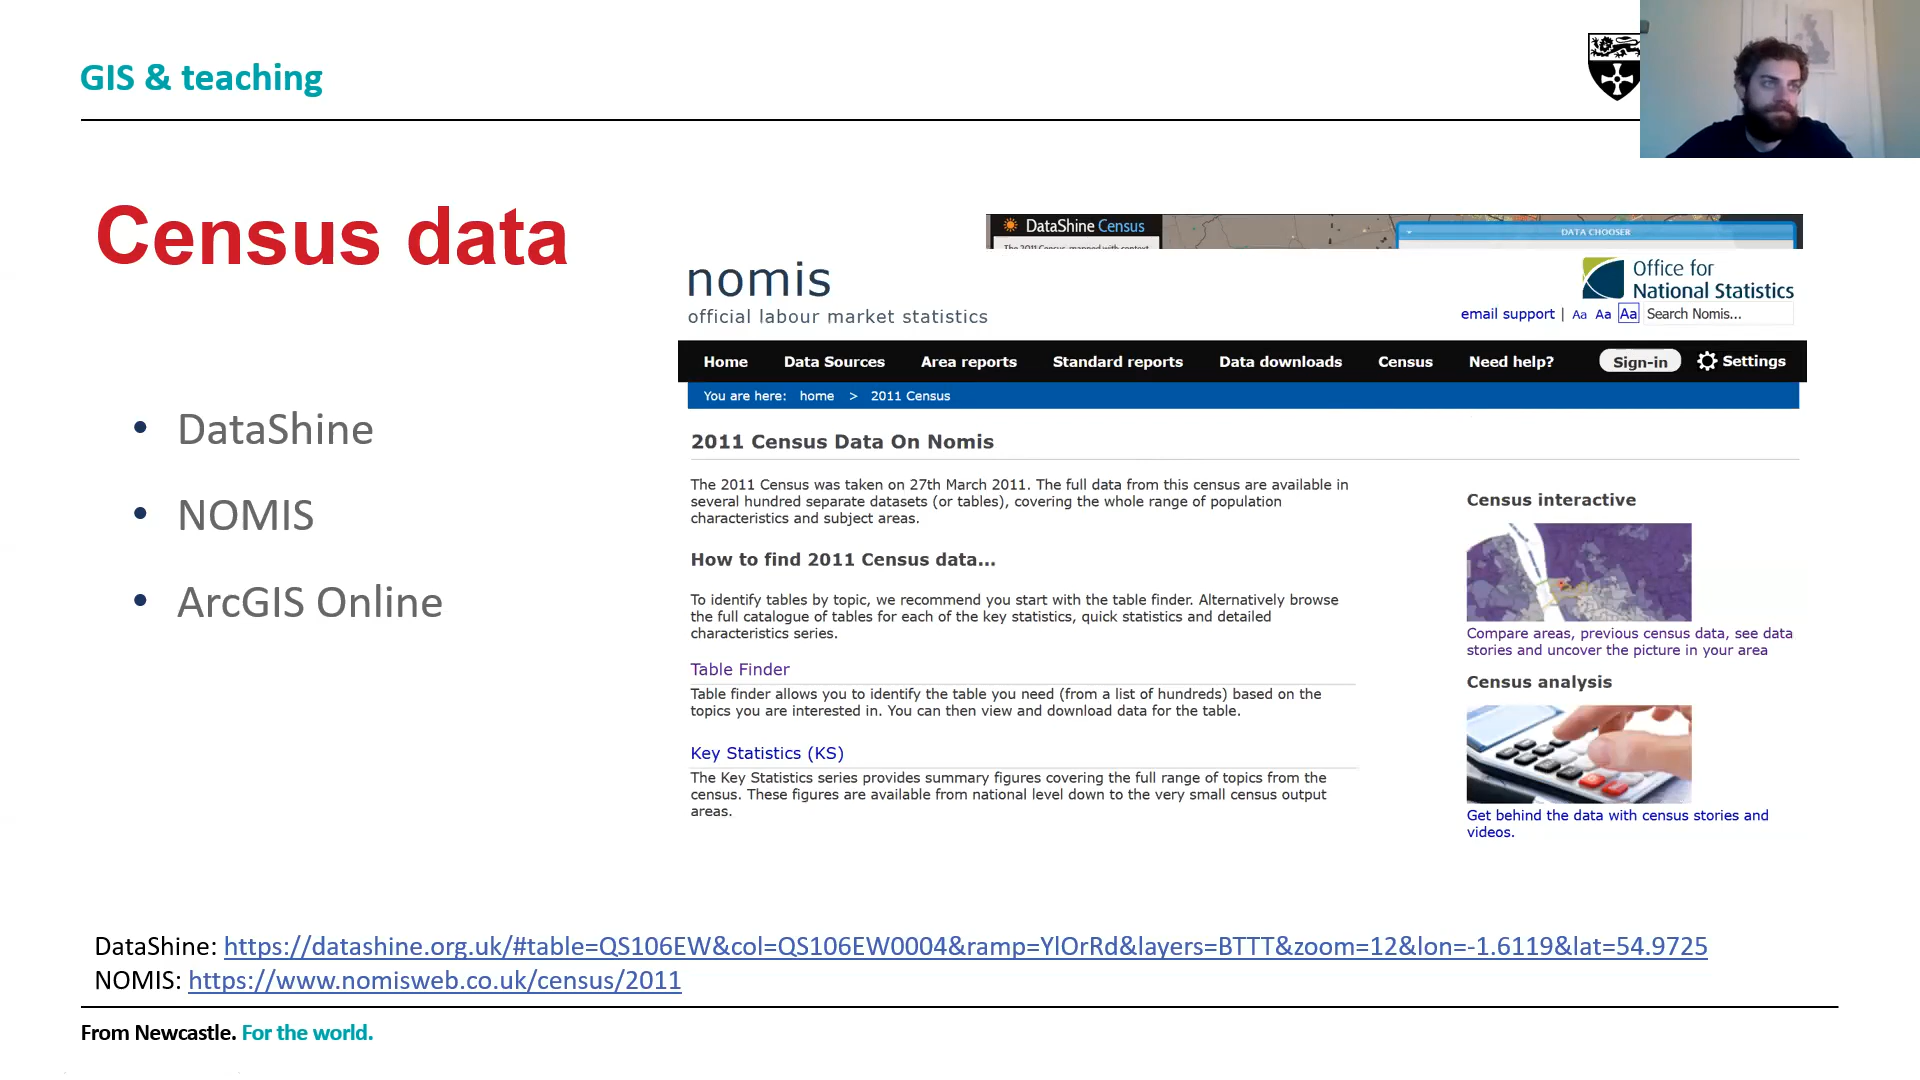 GIS & teaching
Census data
• DataShine
• NOMIS
• ArcGIS Online
DataShine Census
The 2011 Census, mapped with context
DATA CHOOSER
nomis
official labour market statistics
Office for
National Statistics
email support | Aa Aa Aa Search Nomis...
Home Data Sources Area reports Standard reports Data downloads Census Need help? Sign-in Settings
You are here: home > 2011 Census
2011 Census Data On Nomis
The 2011 Census was taken on 27th March 2011. The full data from this census are available in
several hundred separate datasets (or tables), covering the whole range of population
characteristics and subject areas.
How to find 2011 Census data...
To identify tables by topic, we recommend you start with the table finder. Alternatively browse
the full catalogue of tables for each of the key statistics, quick statistics and detailed
characteristics series.
Table Finder
Table finder allows you to identify the table you need (from a list of hundreds) based on the
topics you are interested in. You can then view and download data for the table.
Key Statistics (KS)
The Key Statistics series provides summary figures covering the full range of topics from the
census. These figures are available from national level down to the very small census output
areas.
Census interactive
Compare areas, previous census data, see data
stories and uncover the picture in your area
Census analysis
Get behind the data with census stories and
videos.
DataShine: https://datashine.org.uk/#table=QS106EW&col=QS106EW0004&ramp=YlOrRd&layers=BTTT&zoom=12&lon=-1.6119&lat=54.9725
NOMIS: https://www.nomisweb.co.uk/census/2011
From Newcastle. For the world.